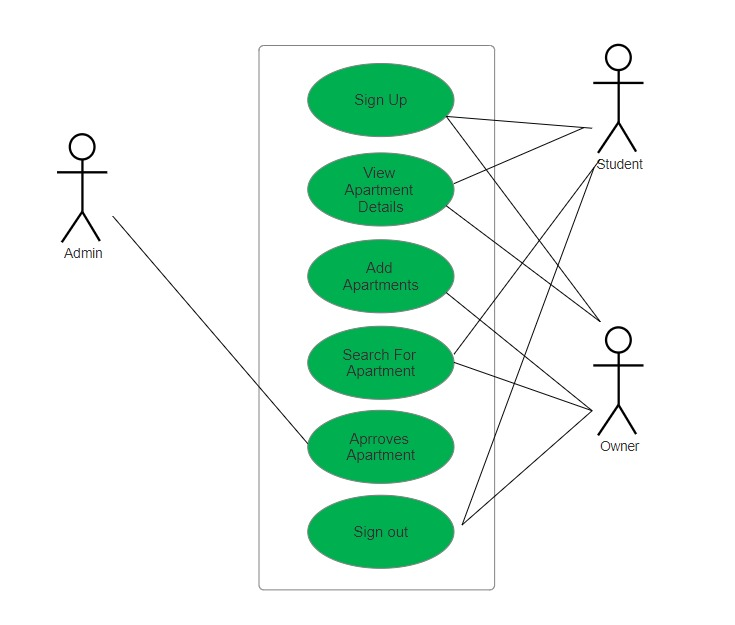 Sign Up
View
Apartment
Details
Add
Apartments
Search For
Apartment
Aprroves
Apartment
Sign out
Admin
Student
Owner